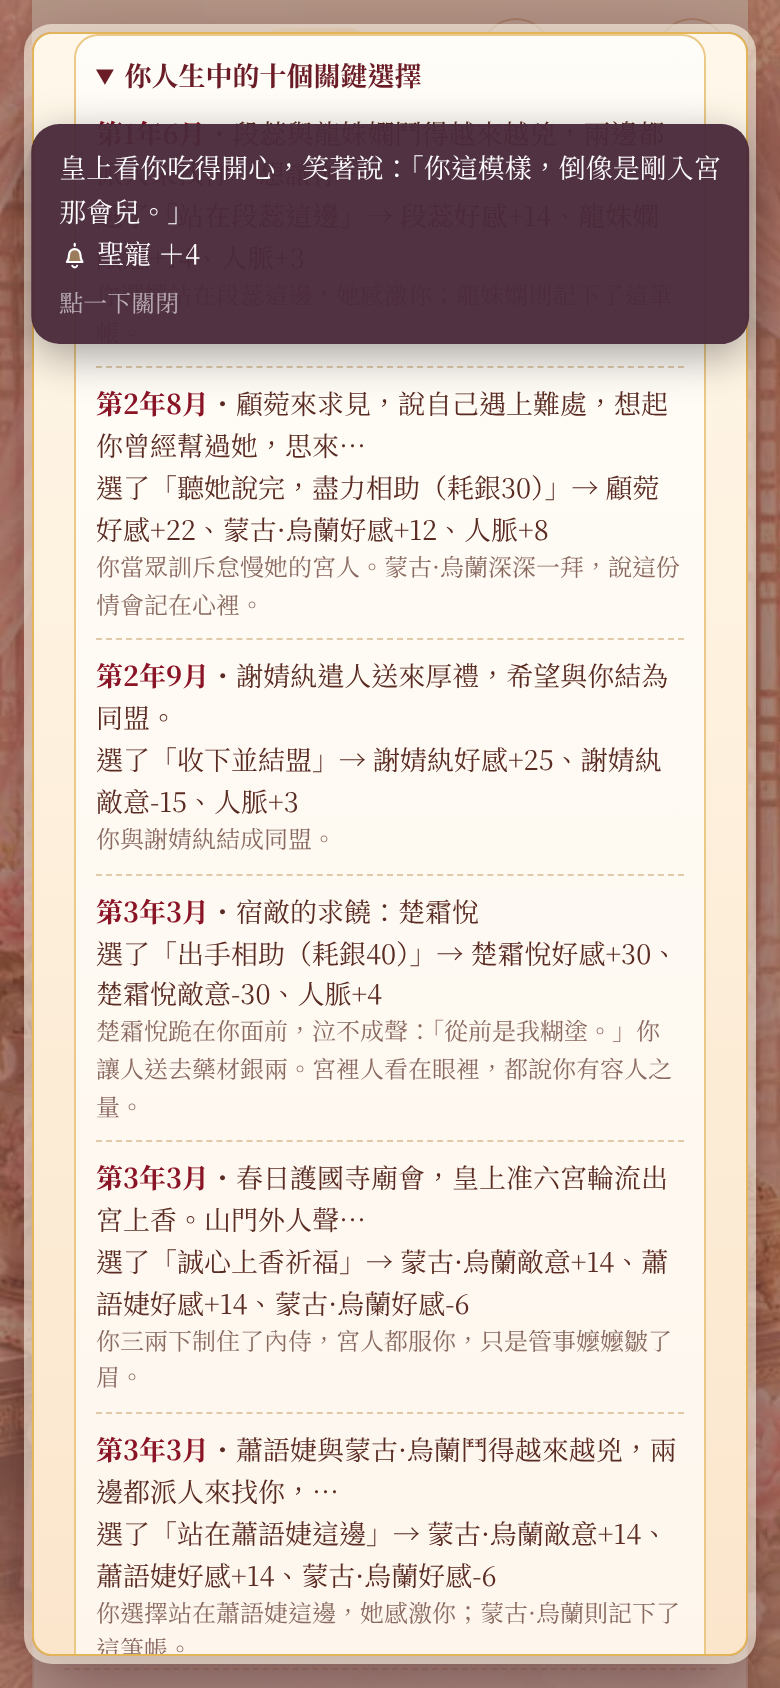 ▼ 你人生中的十個關鍵選擇
第1年6月・段蕊與龍姝嫻鬥得越來越兇，兩邊都
皇上看你吃得開心，笑著說：「你這模樣，倒像是剛入宮
那會兒。」
聖寵 ＋4
點一下關閉
第2年8月・顧菀來求見，說自己遇上難處，想起
你曾經幫過她，思來…
選了「聽她說完，盡力相助（耗銀30）」→ 顧菀
好感+22、蒙古·烏蘭好感+12、人脈+8
你當眾訓斥怠慢她的宮人。蒙古·烏蘭深深一拜，說這份
情會記在心裡。
第2年9月・謝婧紈遣人送來厚禮，希望與你結為
同盟。
選了「收下並結盟」→ 謝婧紈好感+25、謝婧紈
敵意-15、人脈+3
你與謝婧紈結成同盟。
第3年3月・宿敵的求饒：楚霜悅
選了「出手相助（耗銀40）」→ 楚霜悅好感+30、
楚霜悅敵意-30、人脈+4
楚霜悅跪在你面前，泣不成聲：「從前是我糊塗。」你
讓人送去藥材銀兩。宮裡人看在眼裡，都說你有容人之
量。
第3年3月・春日護國寺廟會，皇上准六宮輪流出
宮上香。山門外人聲…
選了「誠心上香祈福」→ 蒙古·烏蘭敵意+14、蕭
語婕好感+14、蒙古·烏蘭好感-6
你三兩下制住了內侍，宮人都服你，只是管事嬤嬤皺了
眉。
第3年3月・蕭語婕與蒙古·烏蘭鬥得越來越兇，兩
邊都派人來找你，…
選了「站在蕭語婕這邊」→ 蒙古·烏蘭敵意+14、
蕭語婕好感+14、蒙古·烏蘭好感-6
你選擇站在蕭語婕這邊，她感激你；蒙古·烏蘭則記下了
這筆帳。